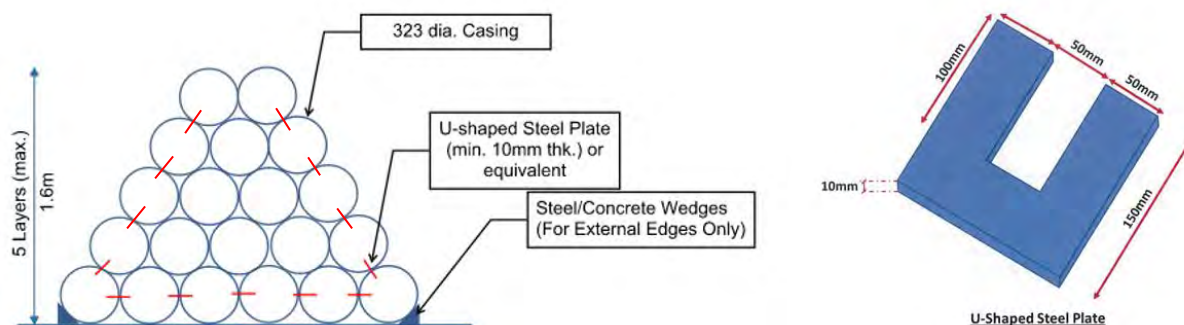 323 dia. Casing
5 Layers (max.)
1.6m
U-shaped Steel Plate
(min. 10mm thk.) or
equivalent
Steel/Concrete Wedges
(For External Edges Only)
100mm
50mm
50mm
10mm
150mm
U-Shaped Steel Plate